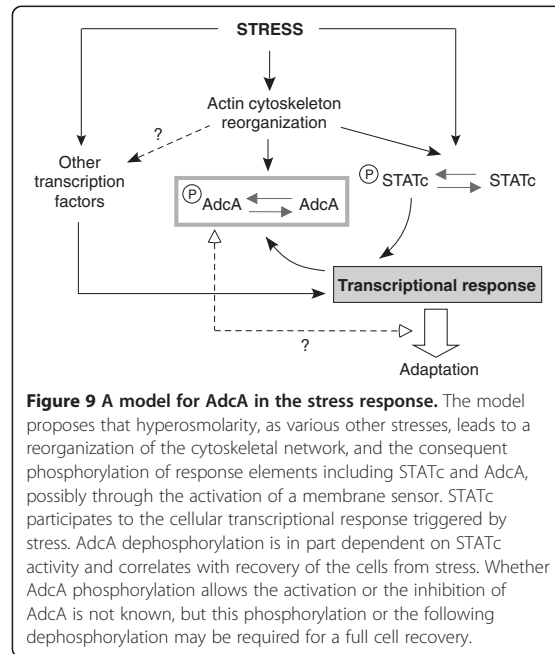 STRESS
Actin cytoskeleton
reorganization
?
Other
transcription
factors
P AdcA AdcA
P STATc STATc
Transcriptional response
?
Adaptation
Figure 9 A model for AdcA in the stress response. The model
proposes that hyperosmolarity, as various other stresses, leads to a
reorganization of the cytoskeletal network, and the consequent
phosphorylation of response elements including STATc and AdcA,
possibly through the activation of a membrane sensor. STATc
participates to the cellular transcriptional response triggered by
stress. AdcA dephosphorylation is in part dependent on STATc
activity and correlates with recovery of the cells from stress. Whether
AdcA phosphorylation allows the activation or the inhibition of
AdcA is not known, but this phosphorylation or the following
dephosphorylation may be required for a full cell recovery.